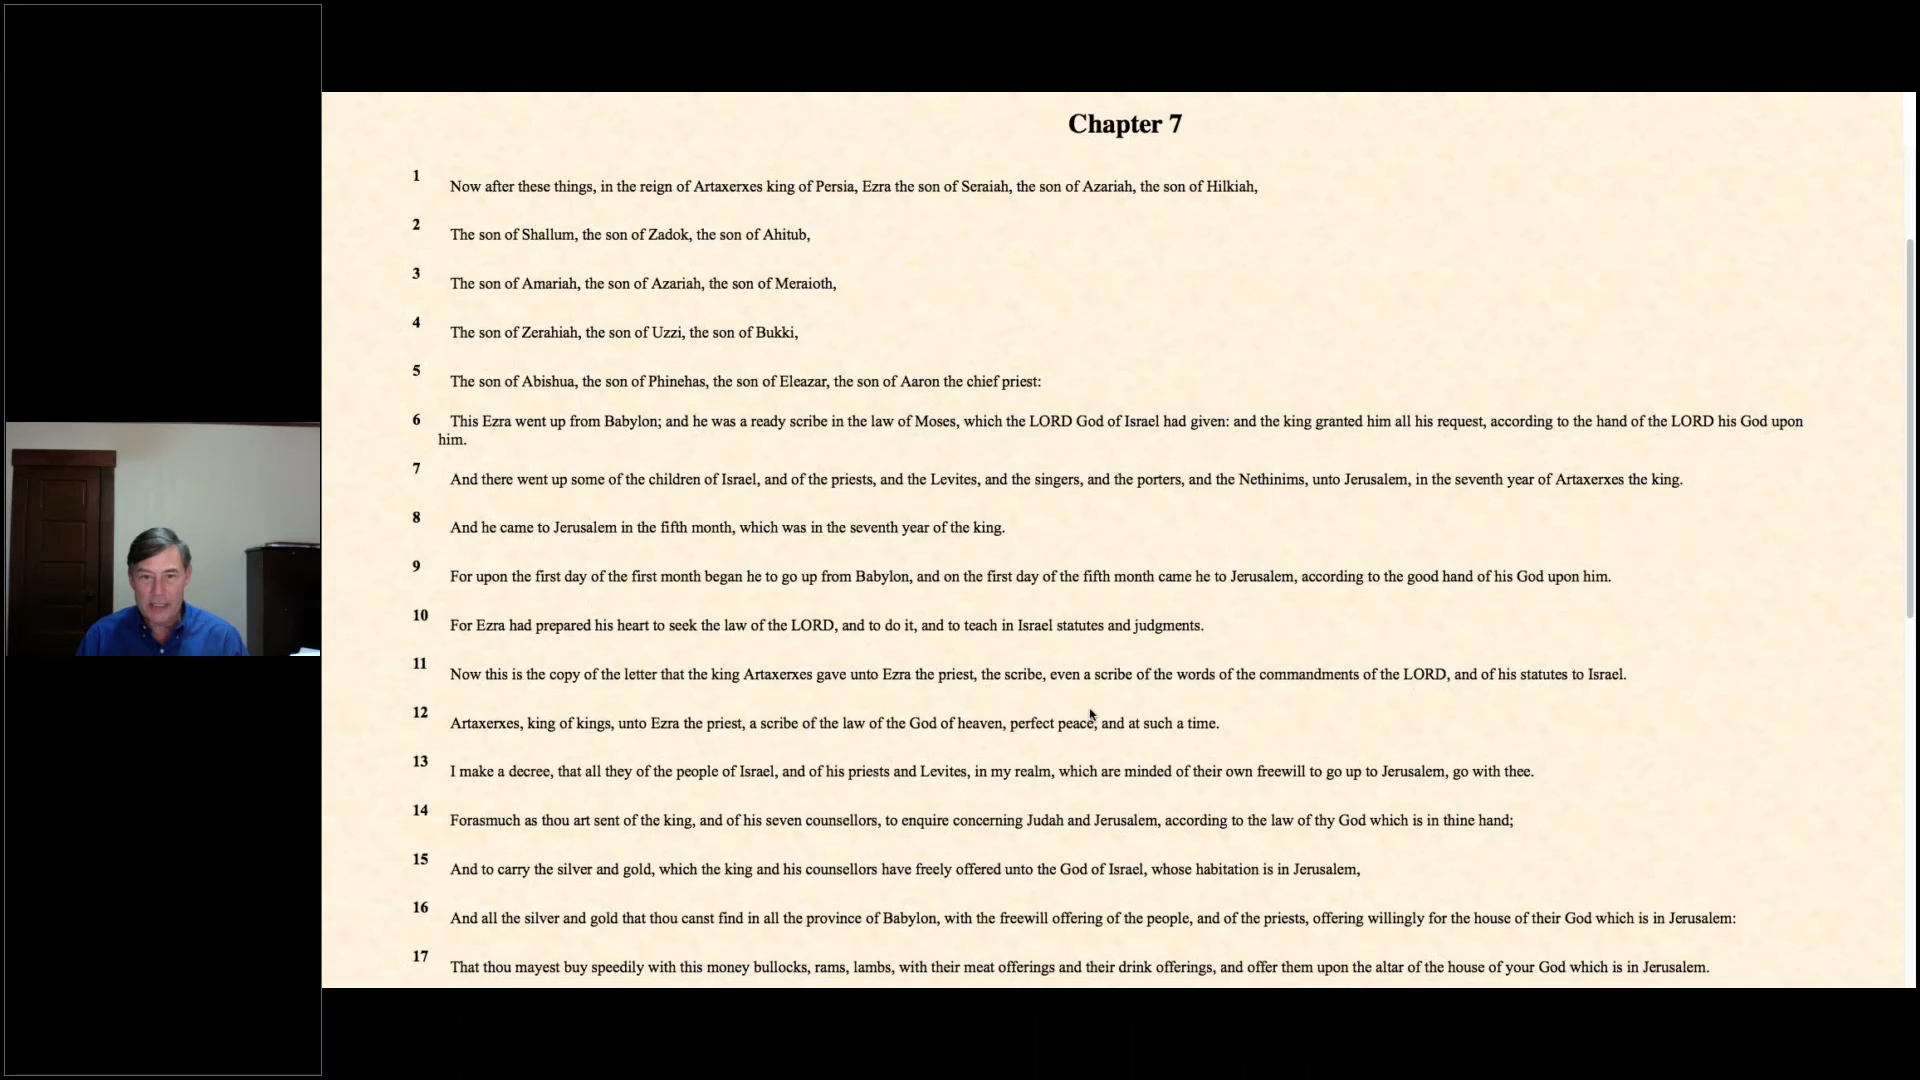 Chapter 7
1 Now after these things, in the reign of Artaxerxes king of Persia, Ezra the son of Seraiah, the son of Azariah, the son of Hilkiah,
2 The son of Shallum, the son of Zadok, the son of Ahitub,
3 The son of Amariah, the son of Azariah, the son of Meraioth,
4 The son of Zerahiah, the son of Uzzi, the son of Bukki,
5 The son of Abishua, the son of Phinehas, the son of Eleazar, the son of Aaron the chief priest:
6 This Ezra went up from Babylon; and he was a ready scribe in the law of Moses, which the LORD God of Israel had given: and the king granted him all his request, according to the hand of the LORD his God upon
him.
7 And there went up some of the children of Israel, and of the priests, and the Levites, and the singers, and the porters, and the Nethinims, unto Jerusalem, in the seventh year of Artaxerxes the king.
8 And he came to Jerusalem in the fifth month, which was in the seventh year of the king.
9 For upon the first day of the first month began he to go up from Babylon, and on the first day of the fifth month came he to Jerusalem, according to the good hand of his God upon him.
10 For Ezra had prepared his heart to seek the law of the LORD, and to do it, and to teach in Israel statutes and judgments.
11 Now this is the copy of the letter that the king Artaxerxes gave unto Ezra the priest, the scribe, even a scribe of the words of the commandments of the LORD, and of his statutes to Israel.
12 Artaxerxes, king of kings, unto Ezra the priest, a scribe of the law of the God of heaven, perfect peace, and at such a time.
13 I make a decree, that all they of the people of Israel, and of his priests and Levites, in my realm, which are minded of their own freewill to go up to Jerusalem, go with thee.
14 Forasmuch as thou art sent of the king, and of his seven counsellors, to enquire concerning Judah and Jerusalem, according to the law of thy God which is in thine hand;
15 And to carry the silver and gold, which the king and his counsellors have freely offered unto the God of Israel, whose habitation is in Jerusalem,
16 And all the silver and gold that thou canst find in all the province of Babylon, with the freewill offering of the people, and of the priests, offering willingly for the house of their God which is in Jerusalem:
17 That thou mayest buy speedily with this money bullocks, rams, lambs, with their meat offerings and their drink offerings, and offer them upon the altar of the house of your God which is in Jerusalem.